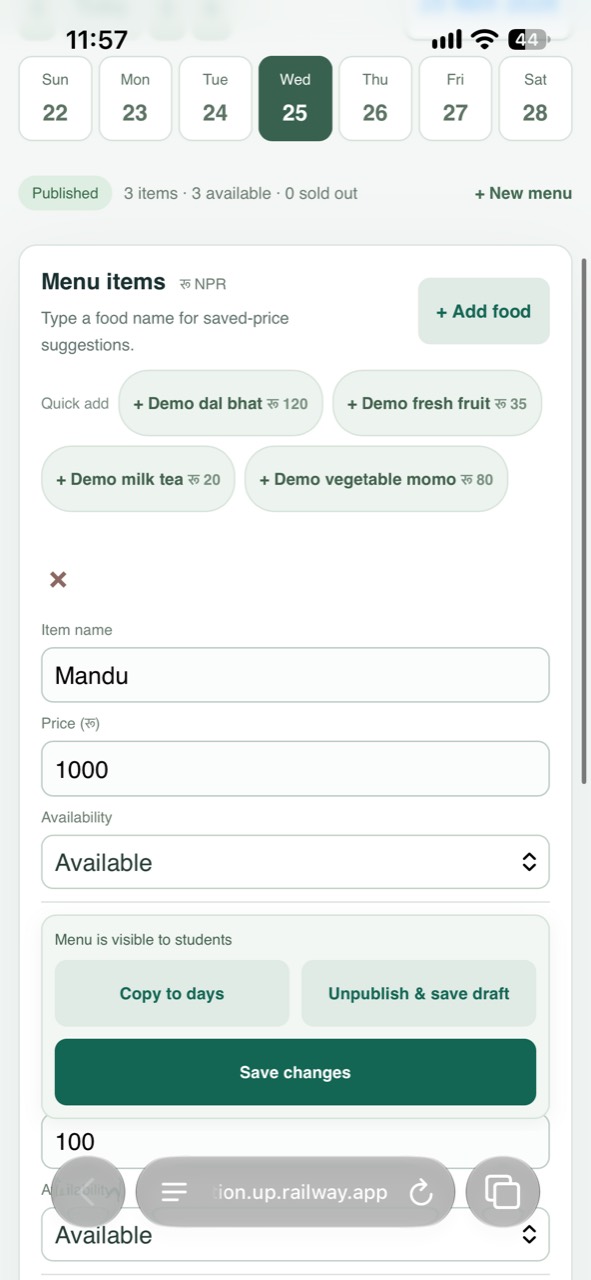 11:57
44
Sun Mon Tue Wed Thu Fri Sat
22 23 24 25 26 27 28
Published 3 items · 3 available · 0 sold out + New menu
Menu items रू NPR
+ Add food
Type a food name for saved-price
suggestions.
Quick add + Demo dal bhat रू 120 + Demo fresh fruit रू 35
+ Demo milk tea रू 20 + Demo vegetable momo रू 80
×
Item name
Mandu
Price (रू)
1000
Availability
Available
Menu is visible to students
Copy to days Unpublish & save draft
Save changes
100
Availability
ion.up.railway.app
Available